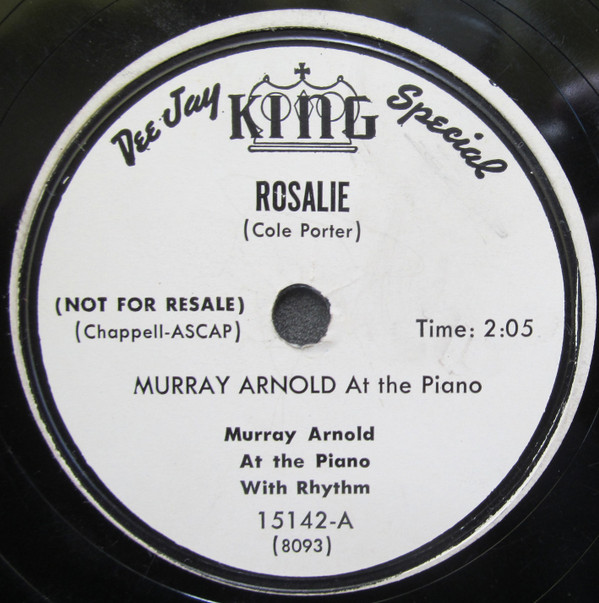 Dee Jay KING Special
ROSALIE
(Cole Porter)
(NOT FOR RESALE)
(Chappell-ASCAP)
Time: 2:05
MURRAY ARNOLD At the Piano
Murray Arnold
At the Piano
With Rhythm
15142-A
(8093)